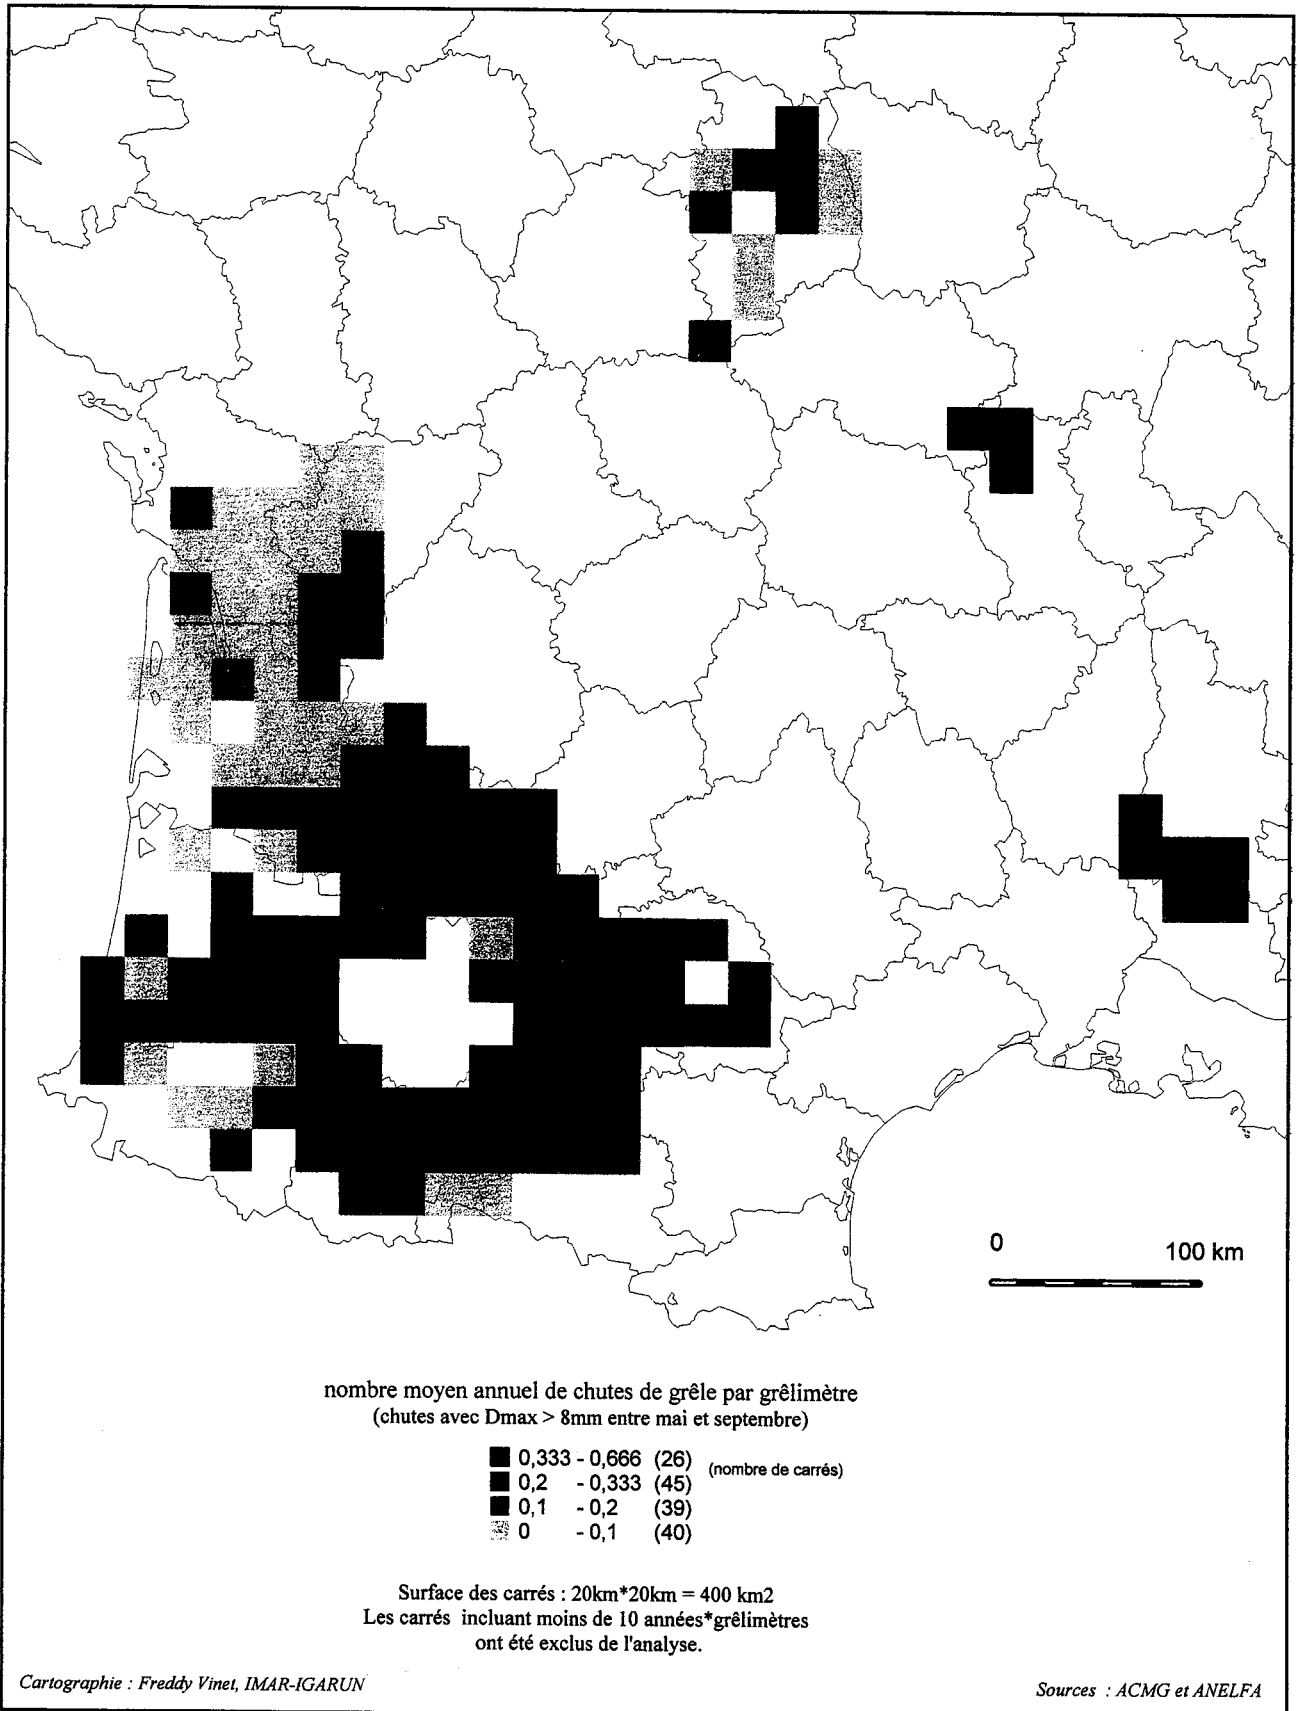 0 100 km
nombre moyen annuel de chutes de grêle par grêlimètre
(chutes avec Dmax > 8mm entre mai et septembre)
0,333 - 0,666 (26) (nombre de carrés)
0,2 - 0,333 (45)
0,1 - 0,2 (39)
0 - 0,1 (40)
Surface des carrés : 20km*20km = 400 km2
Les carrés incluant moins de 10 années*grêlimètres
ont été exclus de l'analyse.
Cartographie : Freddy Vinet, IMAR-IGARUN
Sources : ACMG et ANELFA